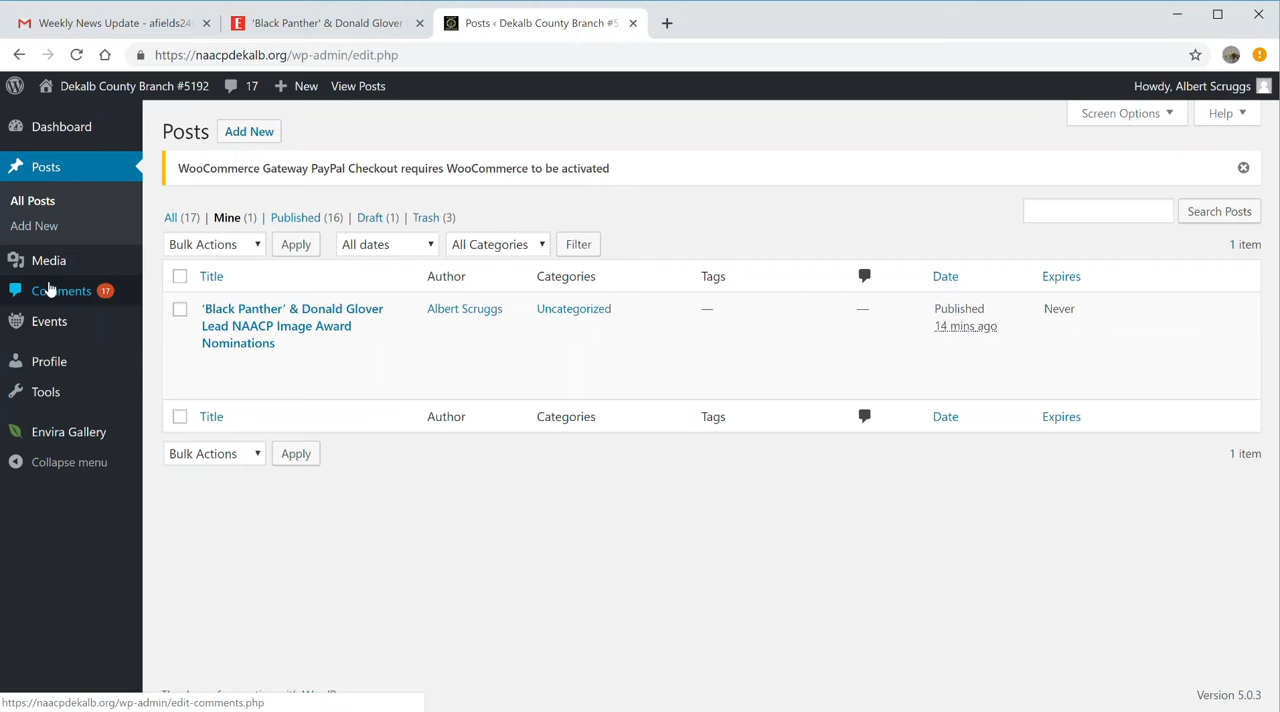 Weekly News Update - afields24
'Black Panther' & Donald Glover
Posts ‹ Dekalb County Branch #5
https://naacpdekalb.org/wp-admin/edit.php
Dekalb County Branch #5192
17
New
View Posts
Howdy, Albert Scruggs
Dashboard
Posts
All Posts
Add New
Media
Comments 17
Events
Profile
Tools
Envira Gallery
Collapse menu
Screen Options
Help
Posts
Add New
WooCommerce Gateway PayPal Checkout requires WooCommerce to be activated
All (17) | Mine (1) | Published (16) | Draft (1) | Trash (3)
Search Posts
Bulk Actions
Apply
All dates
All Categories
Filter
1 item
Title Author Categories Tags Date Expires
‘Black Panther’ & Donald Glover
Lead NAACP Image Award
Nominations
Albert Scruggs
Uncategorized
—
—
Published
14 mins ago
Never
Title Author Categories Tags Date Expires
Bulk Actions
Apply
1 item
Version 5.0.3
https://naacpdekalb.org/wp-admin/edit-comments.php